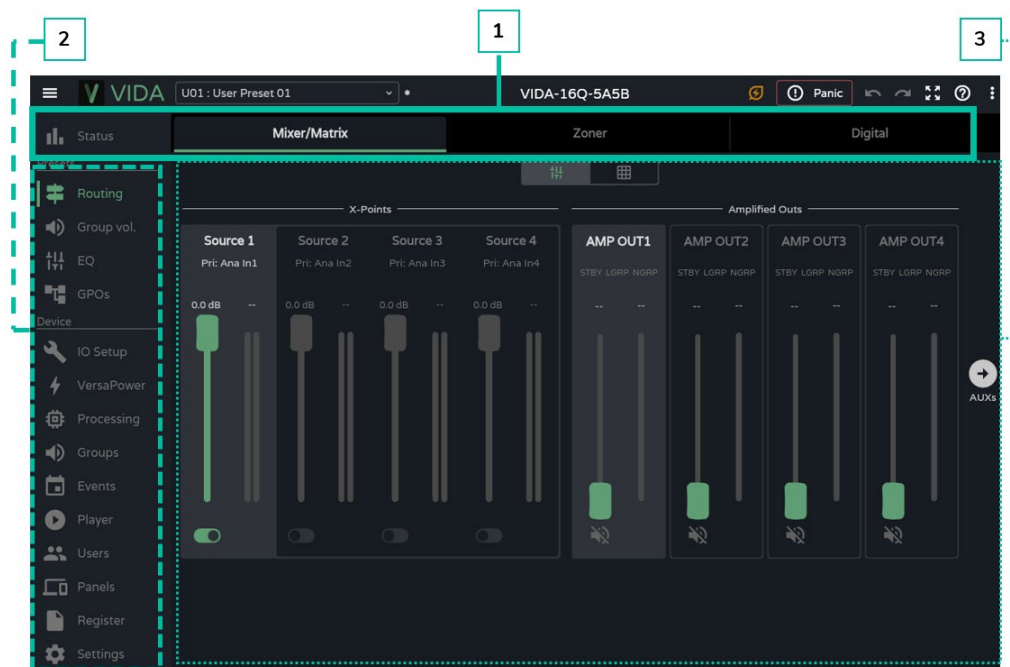 2
1
3
VIDA
U01 : User Preset 01
VIDA-16Q-5A5B
Panic
Status
Mixer/Matrix
Zoner
Digital
Routing
Group vol.
EQ
GPOs
Device
IO Setup
VersaPower
Processing
Groups
Events
Player
Users
Panels
Register
Settings
X-Points
Amplified Outs
Source 1
Source 2
Source 3
Source 4
Pri: Ana In1
Pri: Ana In2
Pri: Ana In3
Pri: Ana In4
0.0 dB --
0.0 dB --
0.0 dB --
0.0 dB --
AMP OUT1
AMP OUT2
AMP OUT3
AMP OUT4
STBY LGRP NGRP
STBY LGRP NGRP
STBY LGRP NGRP
STBY LGRP NGRP
-- --
-- --
-- --
-- --
AUXs